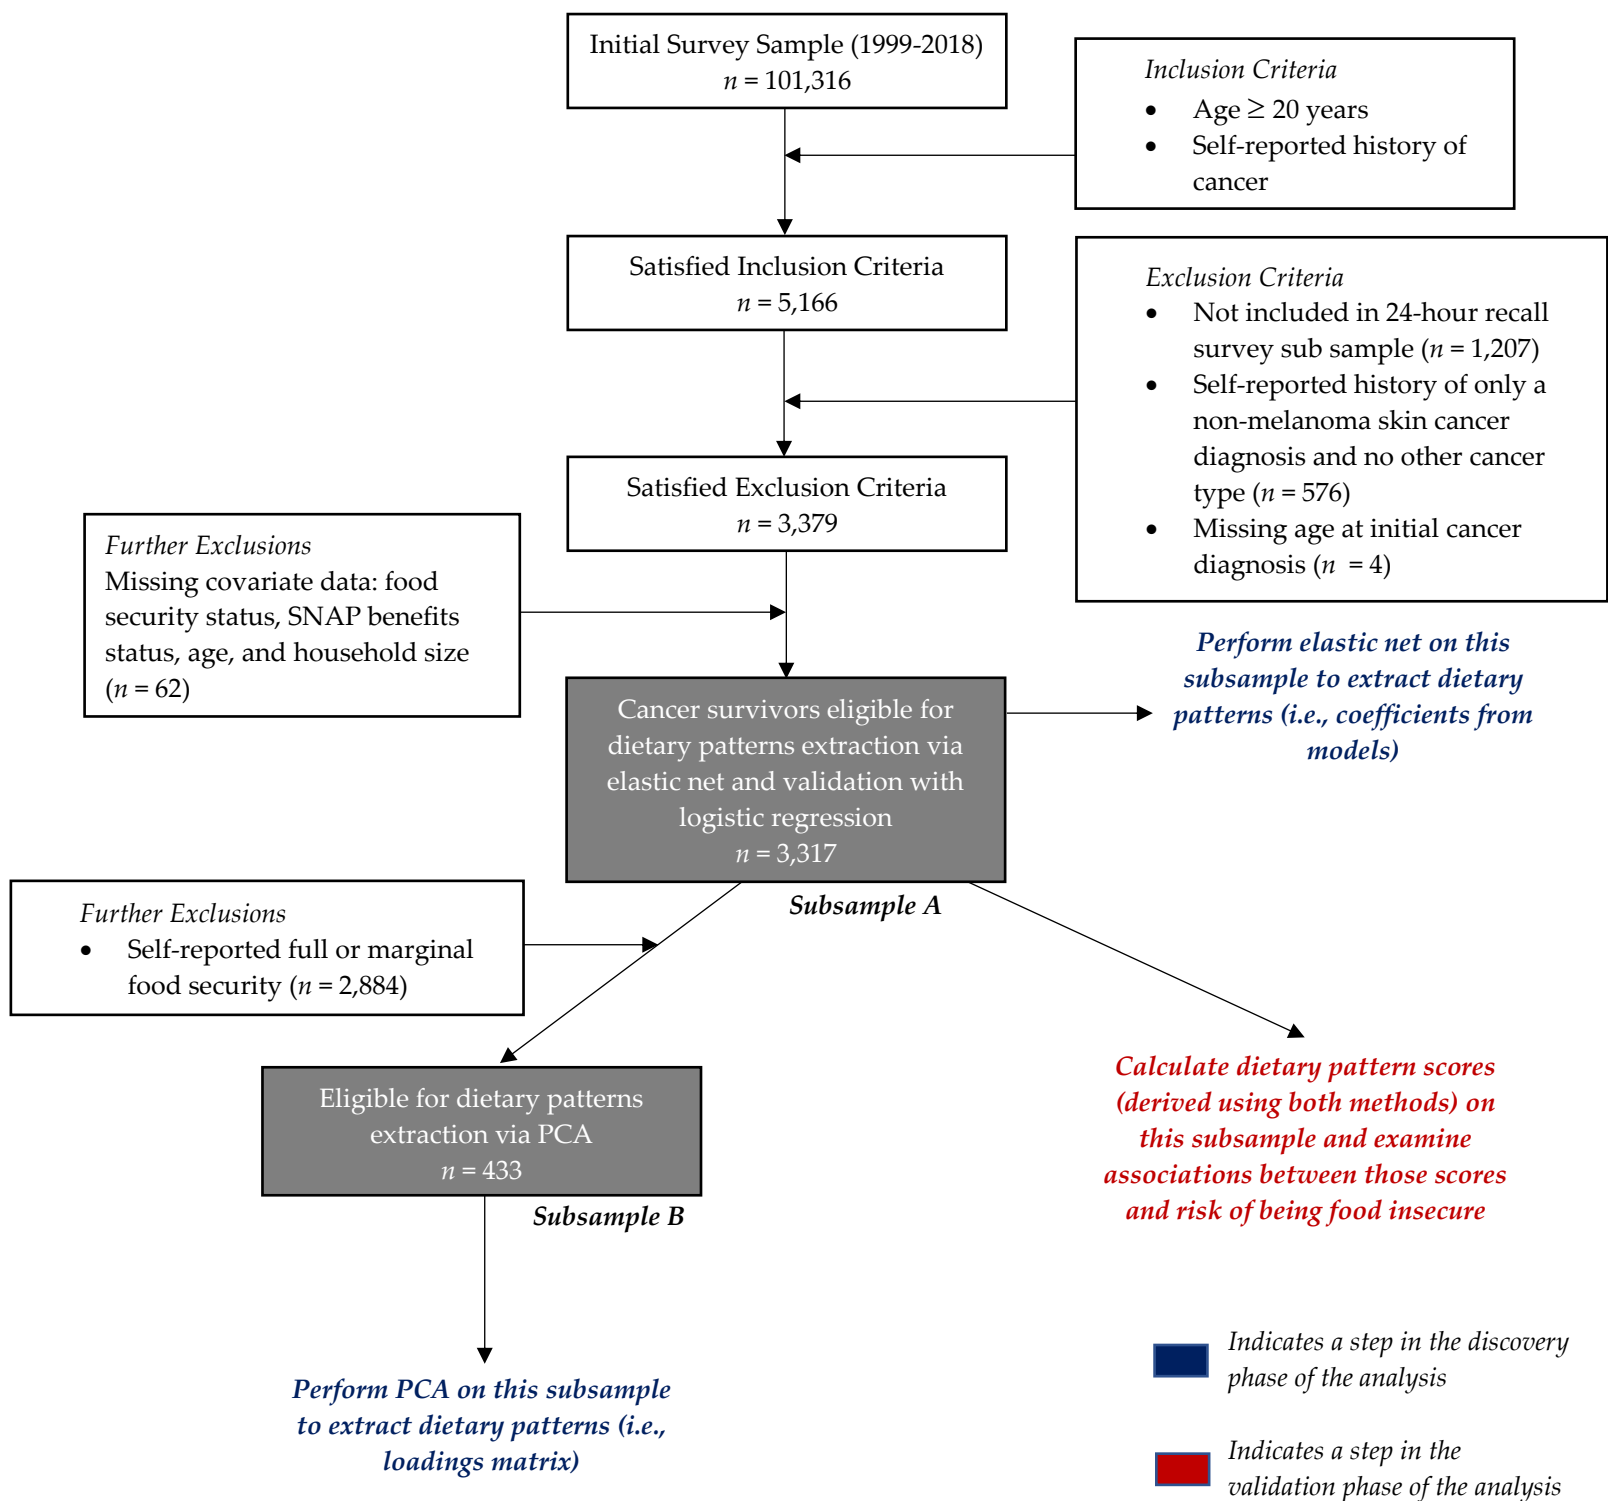 Initial Survey Sample (1999-2018)
n = 101,316
Inclusion Criteria
• Age ≥ 20 years
• Self-reported history of
cancer
Satisfied Inclusion Criteria
n = 5,166
Exclusion Criteria
• Not included in 24-hour recall
survey sub sample (n = 1,207)
• Self-reported history of only a
non-melanoma skin cancer
diagnosis and no other cancer
type (n = 576)
• Missing age at initial cancer
diagnosis (n = 4)
Satisfied Exclusion Criteria
n = 3,379
Further Exclusions
Missing covariate data: food
security status, SNAP benefits
status, age, and household size
(n = 62)
Perform elastic net on this
subsample to extract dietary
patterns (i.e., coefficients from
models)
Cancer survivors eligible for
dietary patterns extraction via
elastic net and validation with
logistic regression
n = 3,317
Subsample A
Further Exclusions
• Self-reported full or marginal
food security (n = 2,884)
Eligible for dietary patterns
extraction via PCA
n = 433
Subsample B
Calculate dietary pattern scores
(derived using both methods) on
this subsample and examine
associations between those scores
and risk of being food insecure
Perform PCA on this subsample
to extract dietary patterns (i.e.,
loadings matrix)
Indicates a step in the discovery
phase of the analysis
Indicates a step in the
validation phase of the analysis